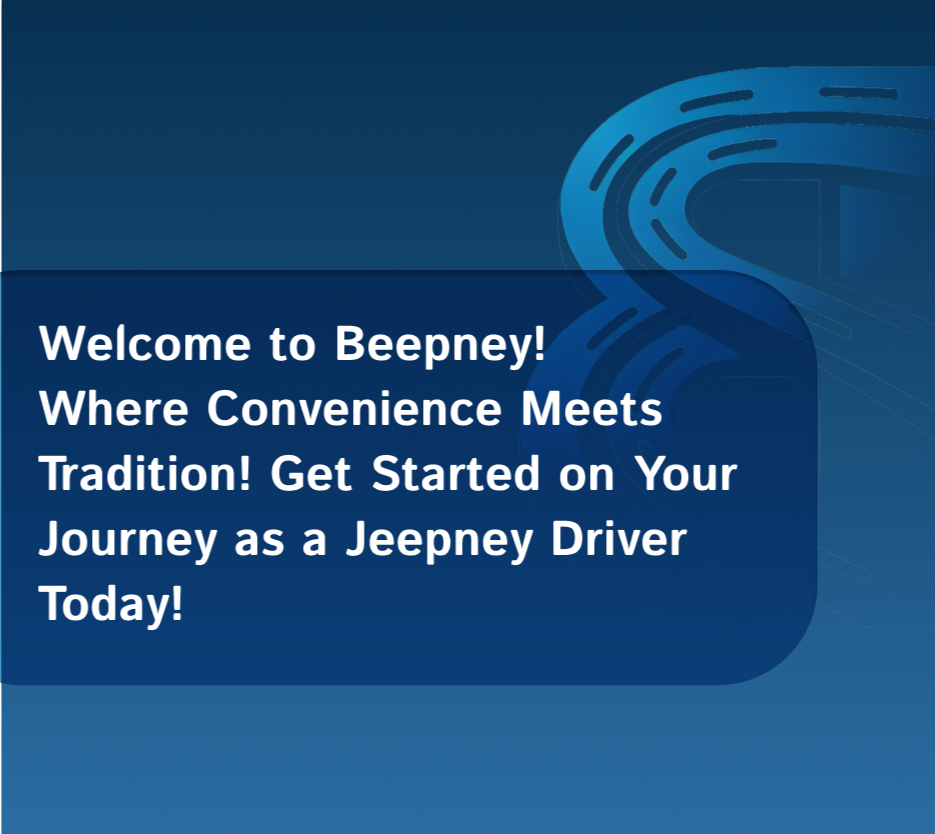 Welcome to Beepney!
Where Convenience Meets
Tradition! Get Started on Your
Journey as a Jeepney Driver
Today!